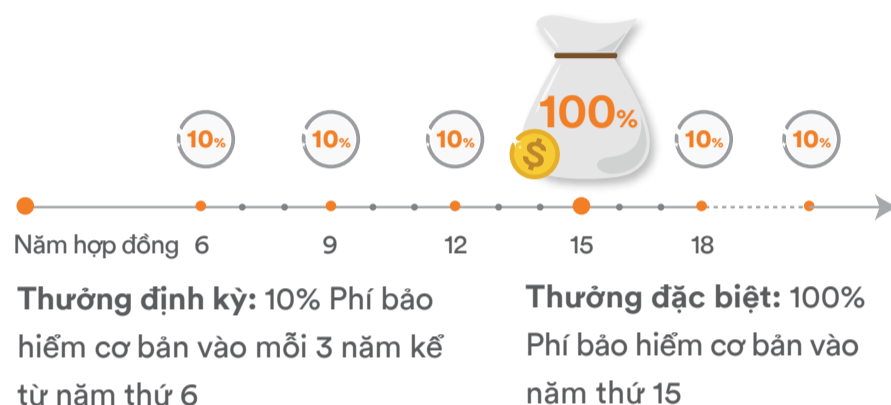 100%
10% 10% 10% 10% 10%
$
Năm hợp đồng 6 9 12 15 18
Thưởng định kỳ: 10% Phí bảo
hiểm cơ bản vào mỗi 3 năm kể
từ năm thứ 6
Thưởng đặc biệt: 100%
Phí bảo hiểm cơ bản vào
năm thứ 15